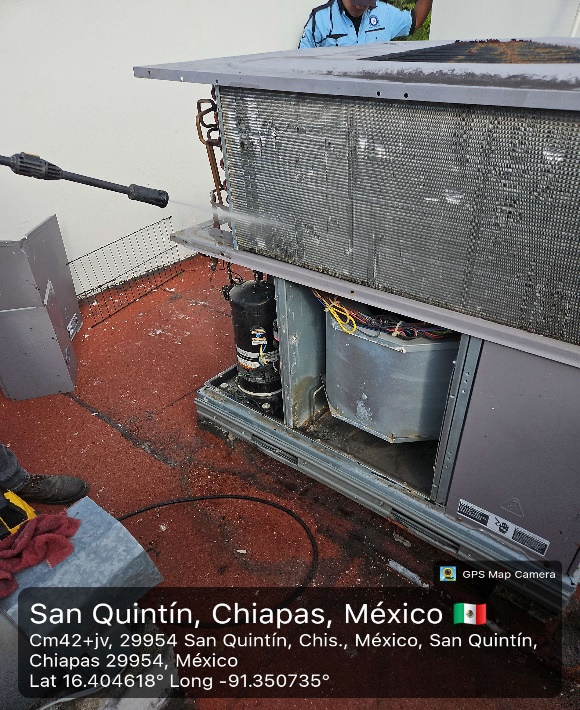 GPS Map Camera
San Quintín, Chiapas, México
Cm42+jv, 29954 San Quintín, Chis., México, San Quintín,
Chiapas 29954, México
Lat 16.404618° Long -91.350735°